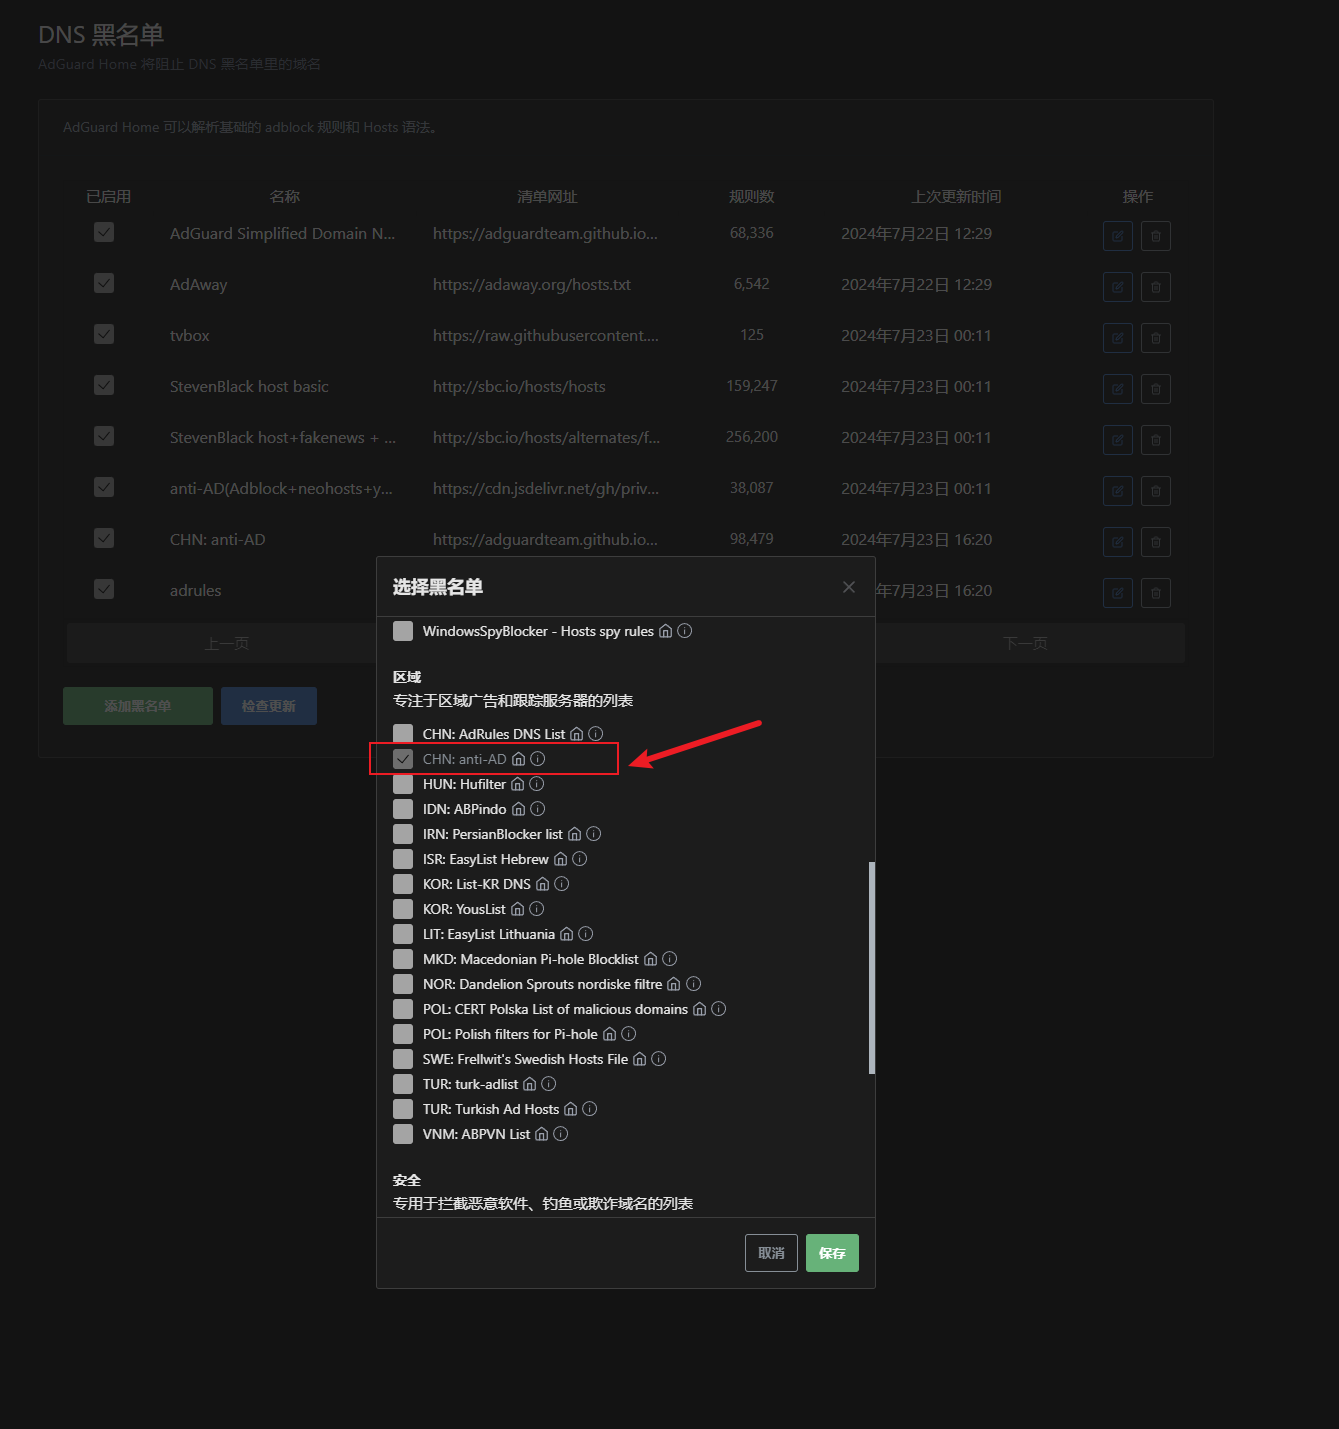 DNS 黑名单
AdGuard Home 将阻止 DNS 黑名单里的域名
AdGuard Home 可以解析基础的 adblock 规则和 Hosts 语法。
已启用 名称 清单网址 规则数 上次更新时间 操作
AdGuard Simplified Domain N... https://adguardteam.github.io... 68,336 2024年7月22日 12:29
AdAway https://adaway.org/hosts.txt 6,542 2024年7月22日 12:29
tvbox https://raw.githubusercontent.... 125 2024年7月23日 00:11
StevenBlack host basic http://sbc.io/hosts/hosts 159,247 2024年7月23日 00:11
StevenBlack host+fakenews + ... http://sbc.io/hosts/alternates/f... 256,200 2024年7月23日 00:11
anti-AD(Adblock+neohosts+y... https://cdn.jsdelivr.net/gh/priv... 38,087 2024年7月23日 00:11
CHN: anti-AD https://adguardteam.github.io... 98,479 2024年7月23日 16:20
adrules 年7月23日 16:20
上一页 下一页
添加黑名单 检查更新
选择黑名单
WindowsSpyBlocker - Hosts spy rules
区域
专注于区域广告和跟踪服务器的列表
CHN: AdRules DNS List
CHN: anti-AD
HUN: Hufilter
IDN: ABPindo
IRN: PersianBlocker list
ISR: EasyList Hebrew
KOR: List-KR DNS
KOR: YousList
LIT: EasyList Lithuania
MKD: Macedonian Pi-hole Blocklist
NOR: Dandelion Sprouts nordiske filtre
POL: CERT Polska List of malicious domains
POL: Polish filters for Pi-hole
SWE: Frellwit's Swedish Hosts File
TUR: turk-adlist
TUR: Turkish Ad Hosts
VNM: ABPVN List
安全
专用于拦截恶意软件、钓鱼或欺诈域名的列表
取消 保存